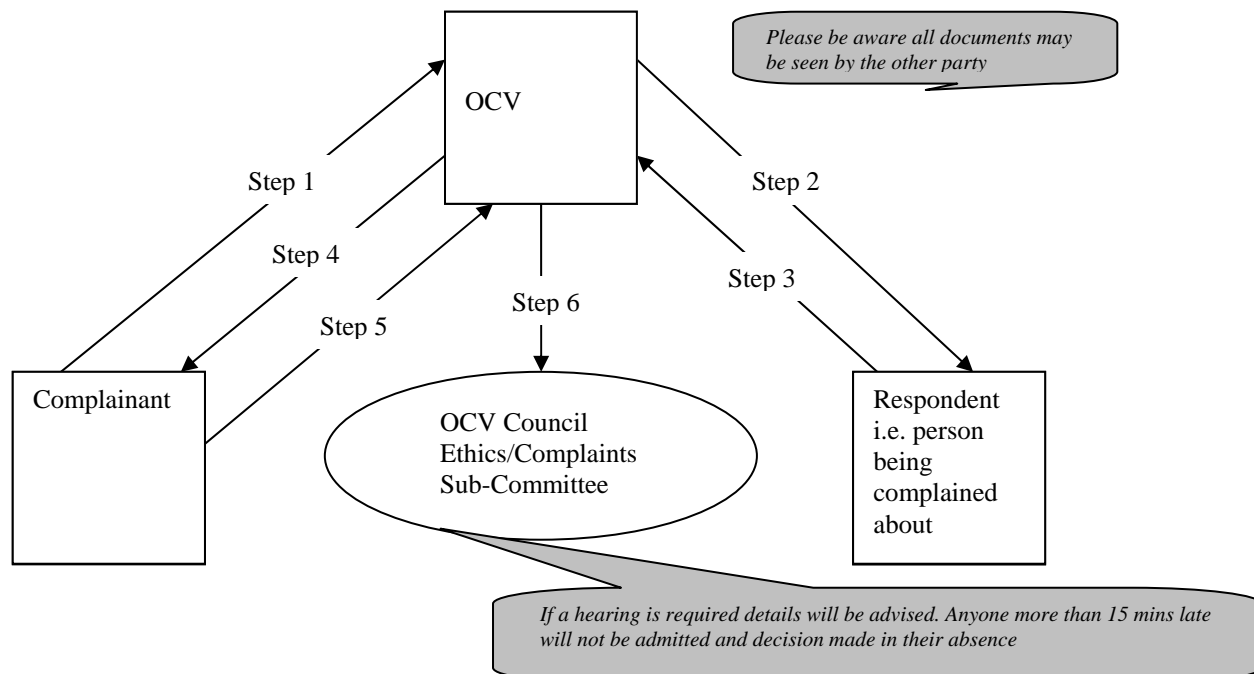 Please be aware all documents may
be seen by the other party
OCV
Step 1
Step 2
Step 4
Step 3
Step 6
Step 5
Complainant
OCV Council
Ethics/Complaints
Sub-Committee
Respondent
i.e. person
being
complained
about
If a hearing is required details will be advised. Anyone more than 15 mins late
will not be admitted and decision made in their absence